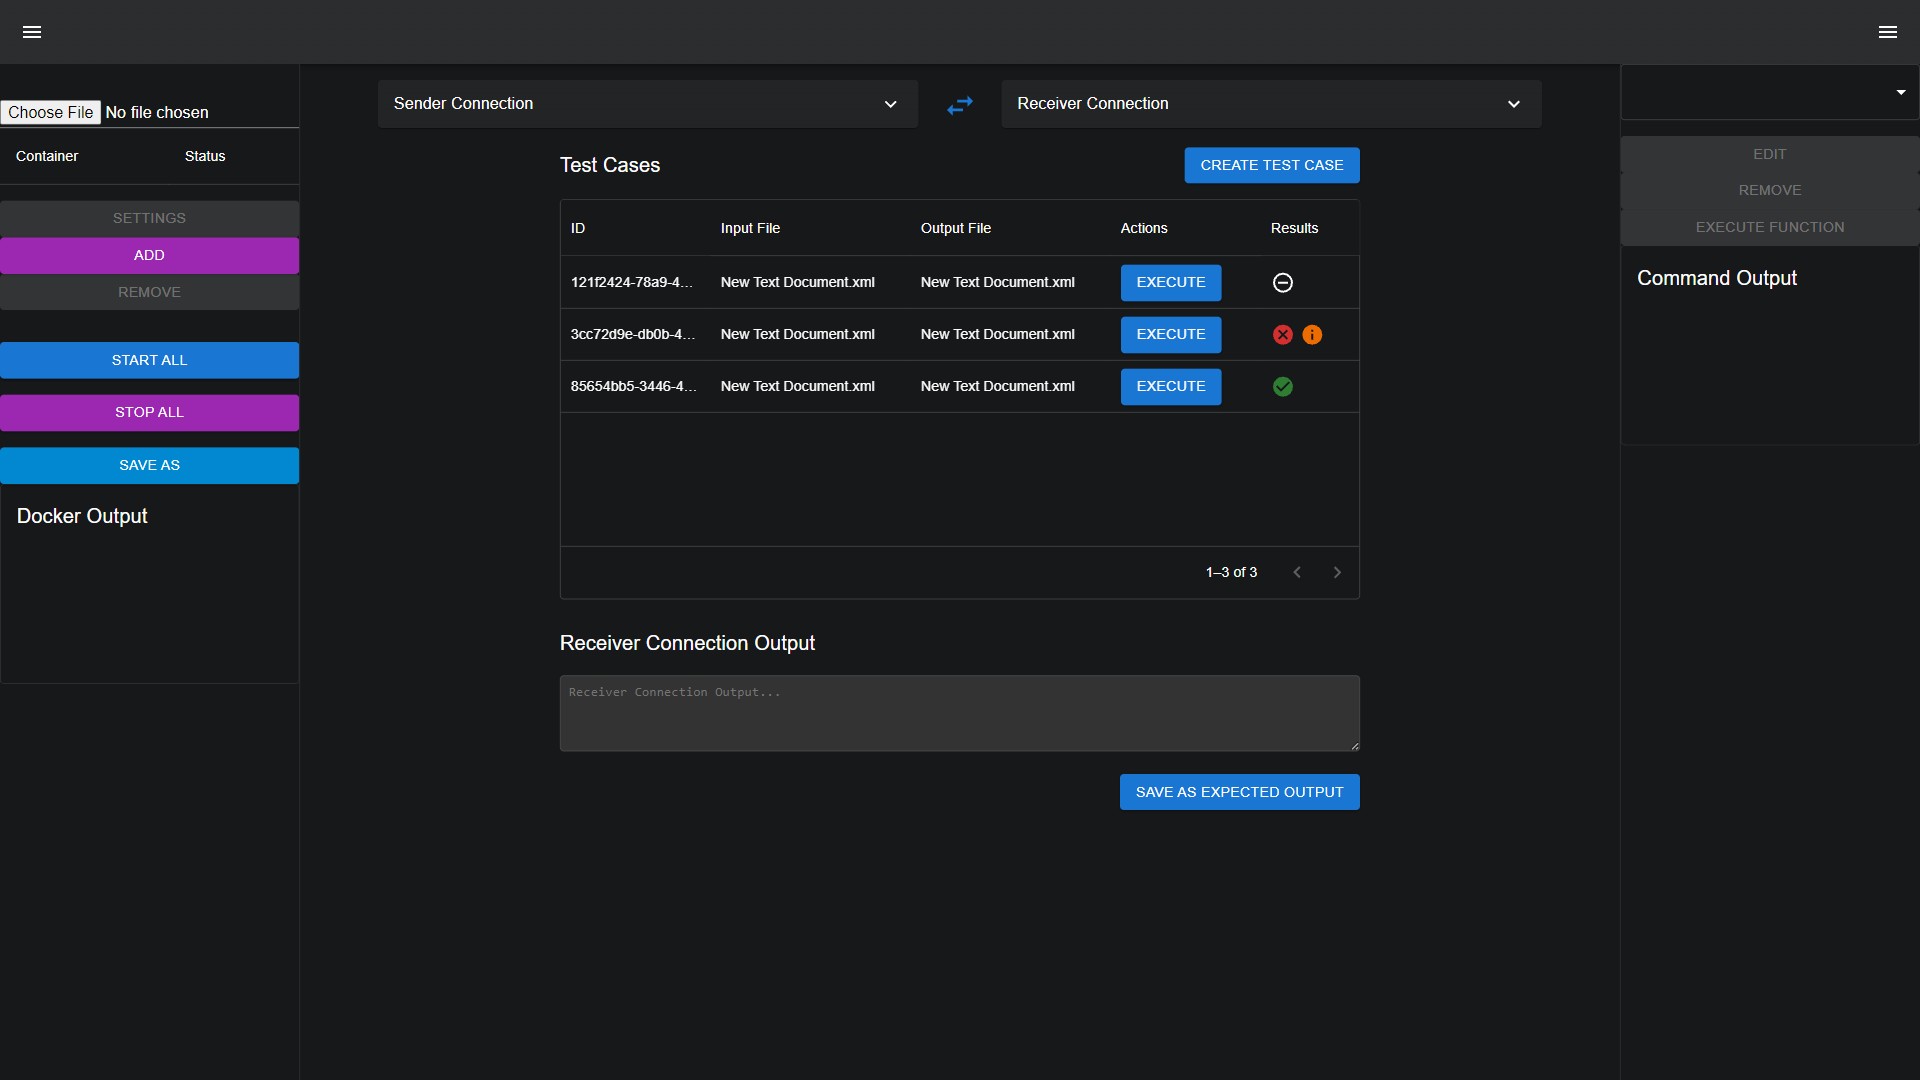 Choose File No file chosen
Container Status
SETTINGS
ADD
REMOVE
START ALL
STOP ALL
SAVE AS
Docker Output
Sender Connection
Receiver Connection
Test Cases
CREATE TEST CASE
ID Input File Output File Actions Results
121f2424-78a9-4... New Text Document.xml New Text Document.xml EXECUTE
3cc72d9e-db0b-4... New Text Document.xml New Text Document.xml EXECUTE
85654bb5-3446-4... New Text Document.xml New Text Document.xml EXECUTE
1–3 of 3
Receiver Connection Output
Receiver Connection Output...
SAVE AS EXPECTED OUTPUT
EDIT
REMOVE
EXECUTE FUNCTION
Command Output